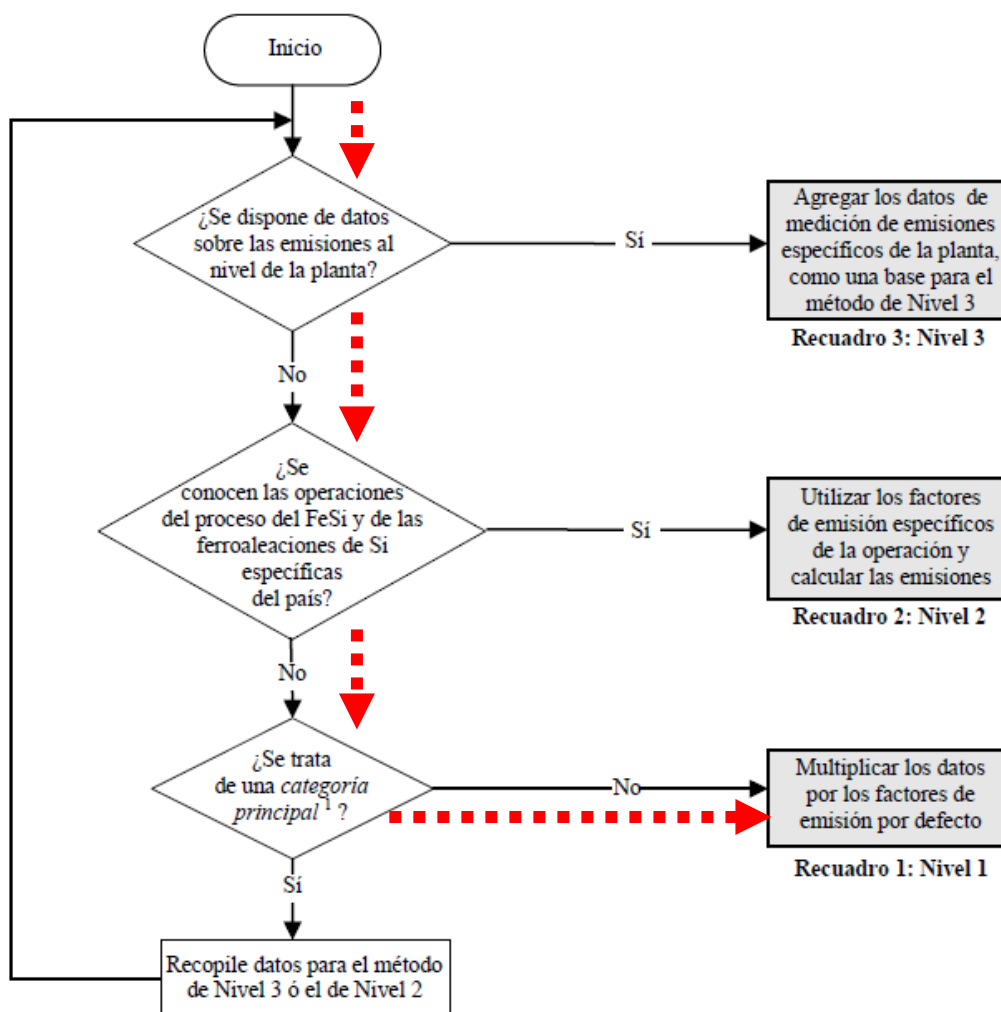 Inicio
¿Se dispone de datos
sobre las emisiones al
nivel de la planta?
Sí
Agregar los datos de
medición de emisiones
específicos de la planta,
como una base para el
método de Nivel 3
Recuadro 3: Nivel 3
No
¿Se
conocen las operaciones
del proceso del FeSi y de las
ferroaleaciones de Si
específicas
del país?
Sí
Utilizar los factores
de emisión específicos
de la operación y
calcular las emisiones
Recuadro 2: Nivel 2
No
¿Se trata
de una categoría
principal 1 ?
No
Multiplicar los datos
por los factores de
emisión por defecto
Recuadro 1: Nivel 1
Sí
Recopile datos para el método
de Nivel 3 ó el de Nivel 2